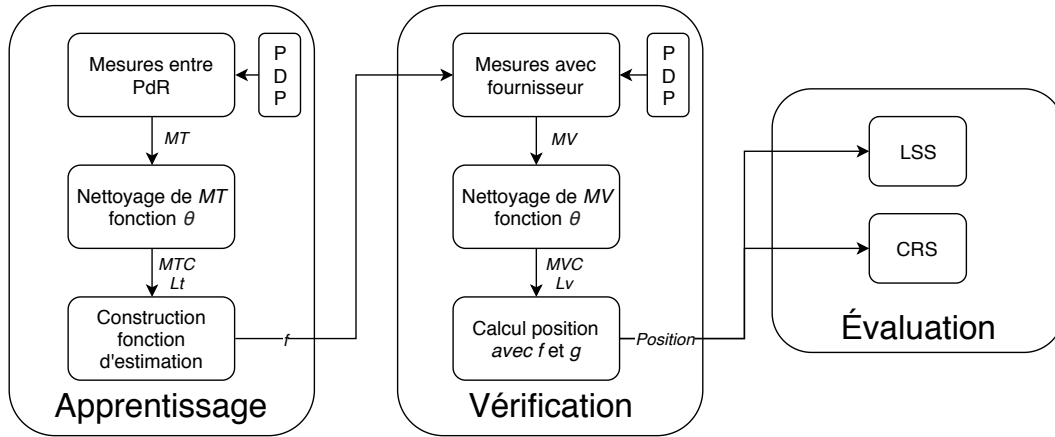 Mesures entre
PdR
P
D
P
MT
Nettoyage de MT
fonction θ
MTC
Lt
Construction
fonction
d'estimation
f
Apprentissage
Mesures avec
fournisseur
P
D
P
MV
Nettoyage de MV
fonction θ
MVC
Lv
Calcul position
avec f et g
Position
Vérification
LSS
CRS
Évaluation